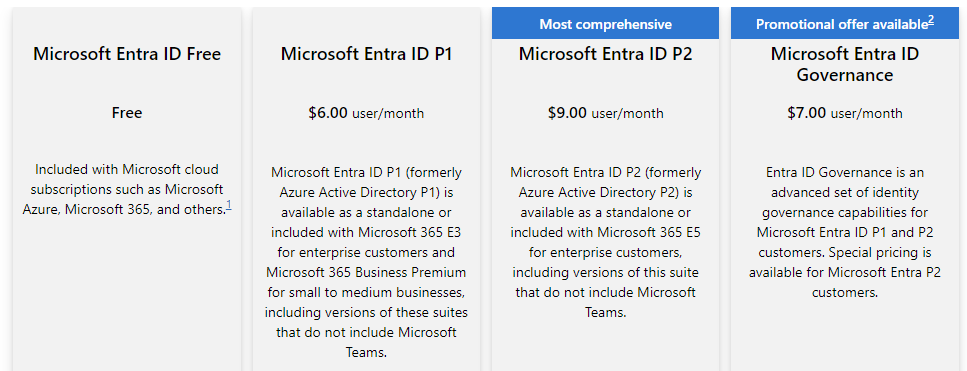 Microsoft Entra ID Free
Free
Included with Microsoft cloud
subscriptions such as Microsoft
Azure, Microsoft 365, and others.1
Microsoft Entra ID P1
$6.00 user/month
Microsoft Entra ID P1 (formerly
Azure Active Directory P1) is
available as a standalone or
included with Microsoft 365 E3
for enterprise customers and
Microsoft 365 Business Premium
for small to medium businesses,
including versions of these suites
that do not include Microsoft
Teams.
Most comprehensive
Microsoft Entra ID P2
$9.00 user/month
Microsoft Entra ID P2 (formerly
Azure Active Directory P2) is
available as a standalone or
included with Microsoft 365 E5
for enterprise customers,
including versions of this suite
that do not include Microsoft
Teams.
Promotional offer available2
Microsoft Entra ID
Governance
$7.00 user/month
Entra ID Governance is an
advanced set of identity
governance capabilities for
Microsoft Entra ID P1 and P2
customers. Special pricing is
available for Microsoft Entra P2
customers.